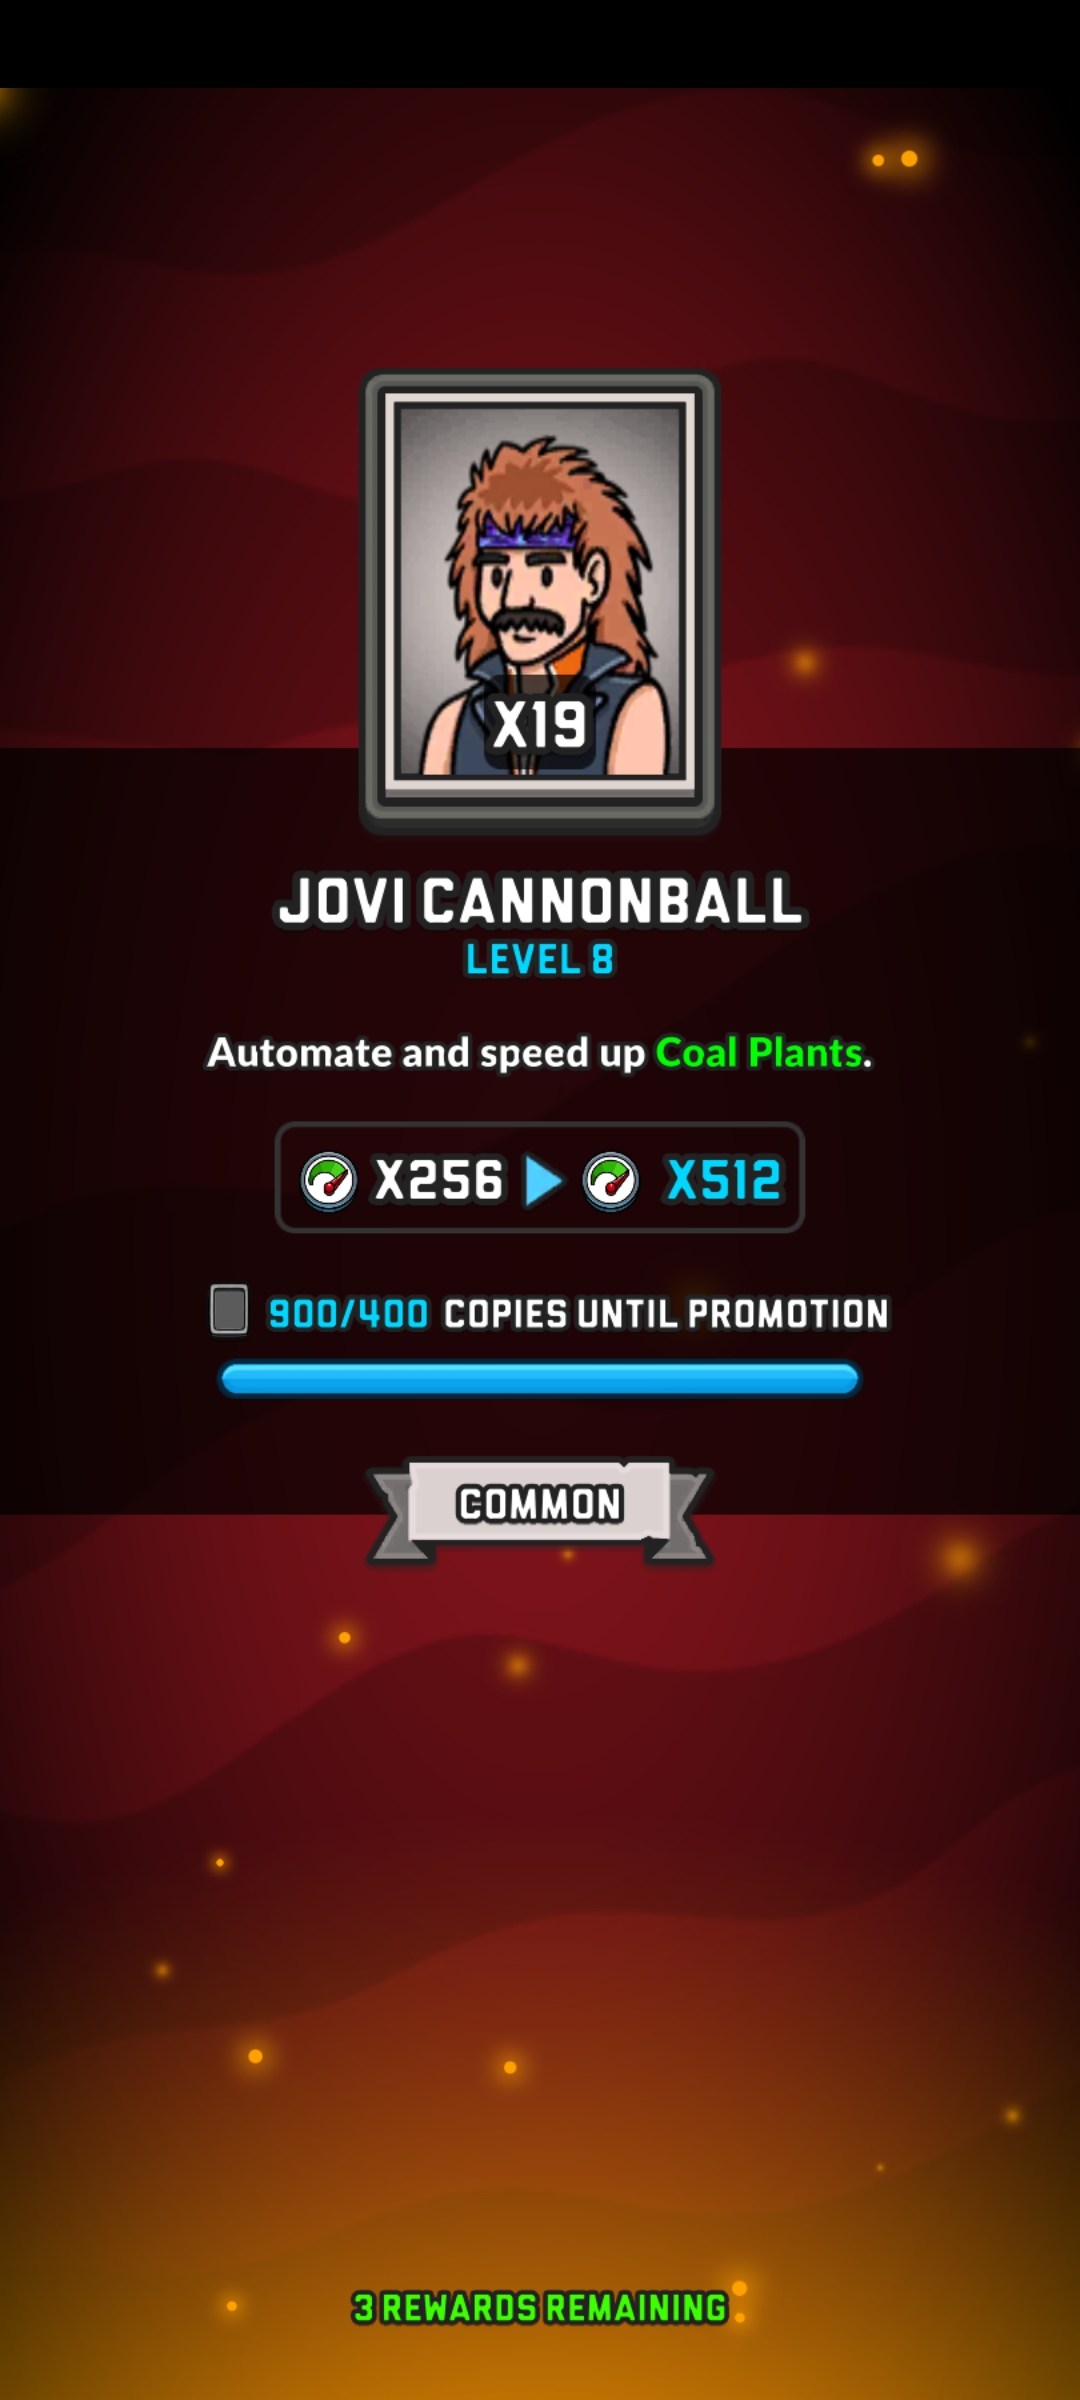 X19
JOVI CANNONBALL
LEVEL 8
Automate and speed up Coal Plants.
X256 X512
900/400 COPIES UNTIL PROMOTION
COMMON
3 REWARDS REMAINING